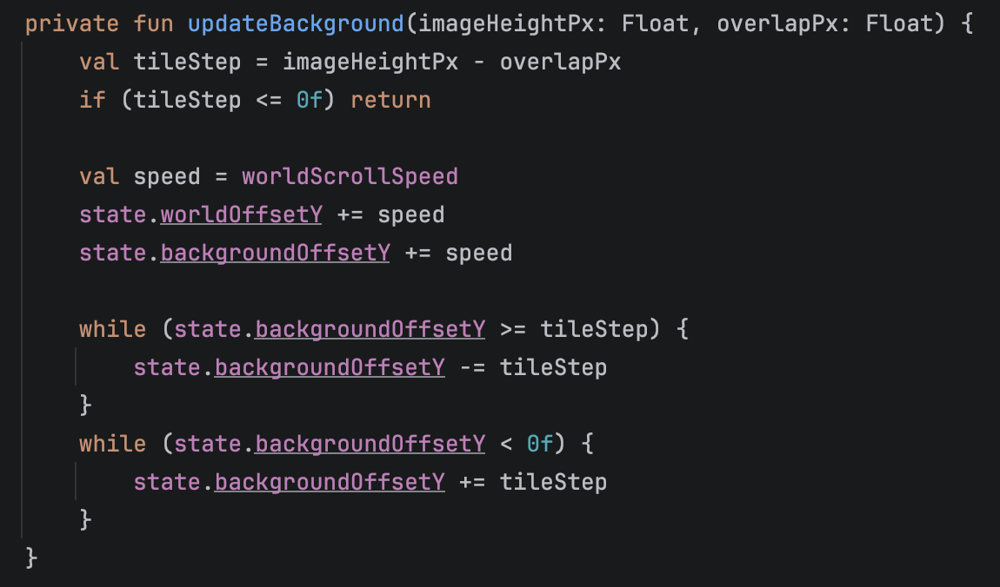 private fun updateBackground(imageHeightPx: Float, overlapPx: Float) {
    val tileStep = imageHeightPx - overlapPx
    if (tileStep <= 0f) return

    val speed = worldScrollSpeed
    state.worldOffsetY += speed
    state.backgroundOffsetY += speed

    while (state.backgroundOffsetY >= tileStep) {
        state.backgroundOffsetY -= tileStep
    }
    while (state.backgroundOffsetY < 0f) {
        state.backgroundOffsetY += tileStep
    }
}